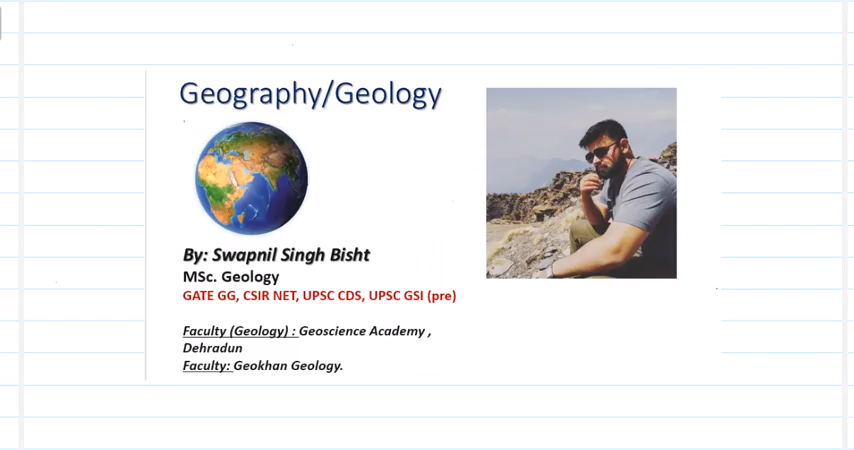 Geography/Geology
By: Swapnil Singh Bisht
MSc. Geology
GATE GG, CSIR NET, UPSC CDS, UPSC GSI (pre)
Faculty (Geology) : Geoscience Academy ,
Dehradun
Faculty: Geokhan Geology.